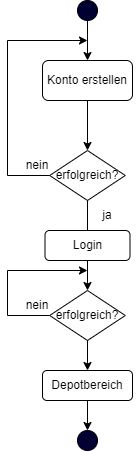 Konto erstellen
erfolgreich?
nein
ja
Login
erfolgreich?
nein
Depotbereich